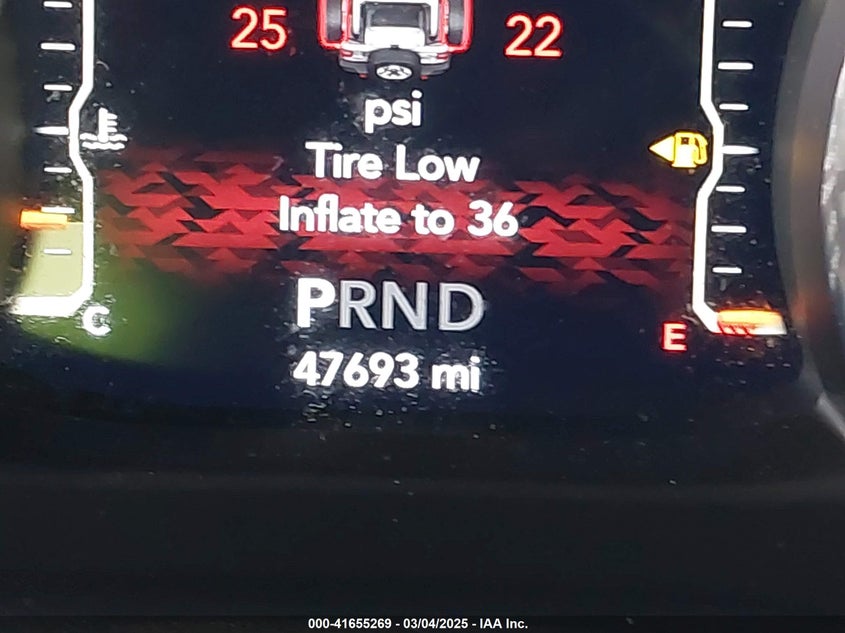 25 22
psi
Tire Low
Inflate to 36
PRND
C E
47693 mi
000-41655269 - 03/04/2025 - IAA Inc.